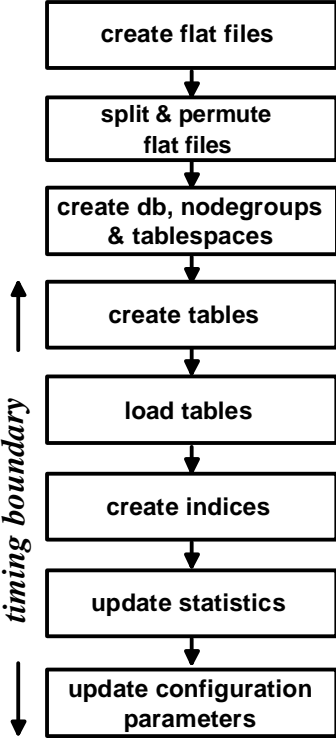 create flat files
split & permute
flat files
create db, nodegroups
& tablespaces
create tables
load tables
create indices
update statistics
update configuration
parameters
timing boundary